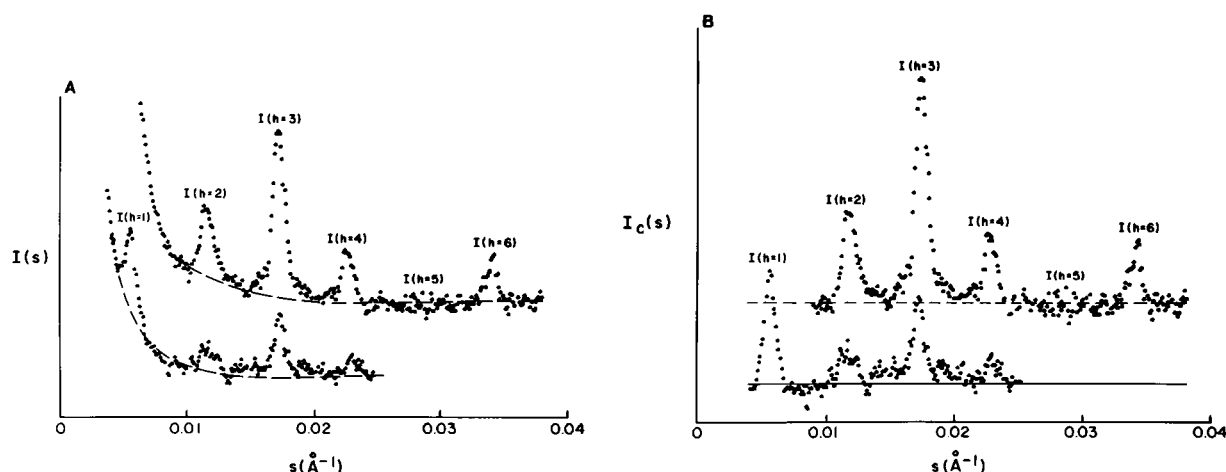 A
I(s)
I(h=1)
I(h=2)
I(h=3)
I(h=4)
I(h=5)
I(h=6)
0
0.01
0.02
0.03
0.04
s(Å⁻¹)
B
I_C(s)
I(h=1)
I(h=2)
I(h=3)
I(h=4)
I(h=5)
I(h=6)
0
0.01
0.02
0.03
0.04
s(Å⁻¹)